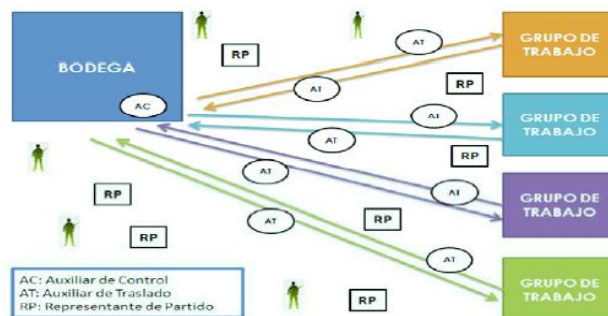 BODEGA
AC
RP
AT
AT
GRUPO DE
TRABAJO
RP
AT
AT
GRUPO DE
TRABAJO
RP
AT
AT
GRUPO DE
TRABAJO
RP
RP
AT
RP
AT
GRUPO DE
TRABAJO
RP
AC: Auxiliar de Control
AT: Auxiliar de Traslado
RP: Representante de Partido